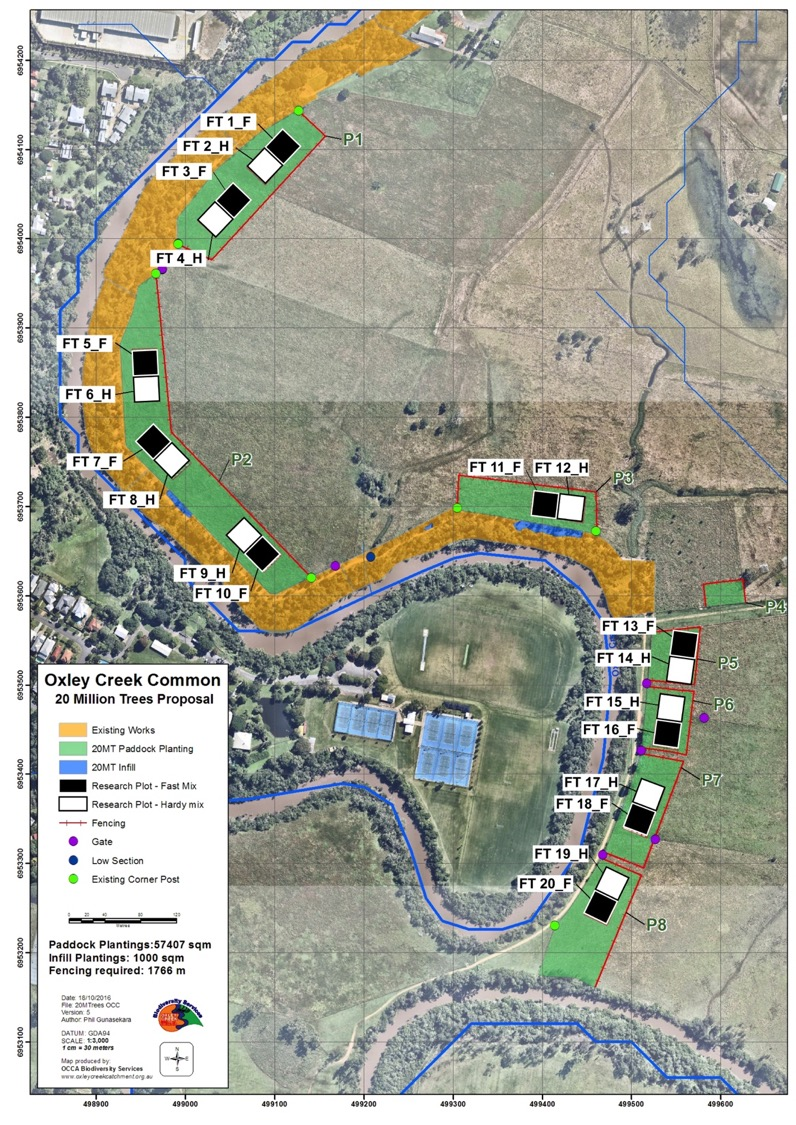 6954200
6954100
6954000
6953900
6953800
6953700
6953600
6953500
6953400
6953300
6953200
6953100
FT 1_F
FT 2_H
P1
FT 3_F
FT 4_H
FT 5_F
FT 6_H
FT 7_F
P2
FT 8_H
FT 9_H
FT 10_F
FT 11_F
FT 12_H
P3
P4
FT 13_F
FT 14_H
P5
FT 15_H
P6
FT 16_F
FT 17_H
P7
FT 18_F
FT 19_H
FT 20_F
P8
Oxley Creek Common
20 Million Trees Proposal
Existing Works
20MT Paddock Planting
20MT Infill
Research Plot - Fast Mix
Research Plot - Hardy mix
Fencing
Gate
Low Section
Existing Corner Post
Metres
Paddock Plantings:57407 sqm
Infill Plantings: 1000 sqm
Fencing required: 1766 m
Date: 18/10/2016
File: 20MTrees OCC
Version: 5
Author: Phil Gunasekara
DATUM: GDA94
SCALE: 1:3,000
1 cm = 30 meters
Map produced by:
OCCA Biodiversity Services
www.oxleycreekcatchment.org.au
Biodiversity Services
N
W E
S
498900 499000 499100 499200 499300 499400 499500 499600